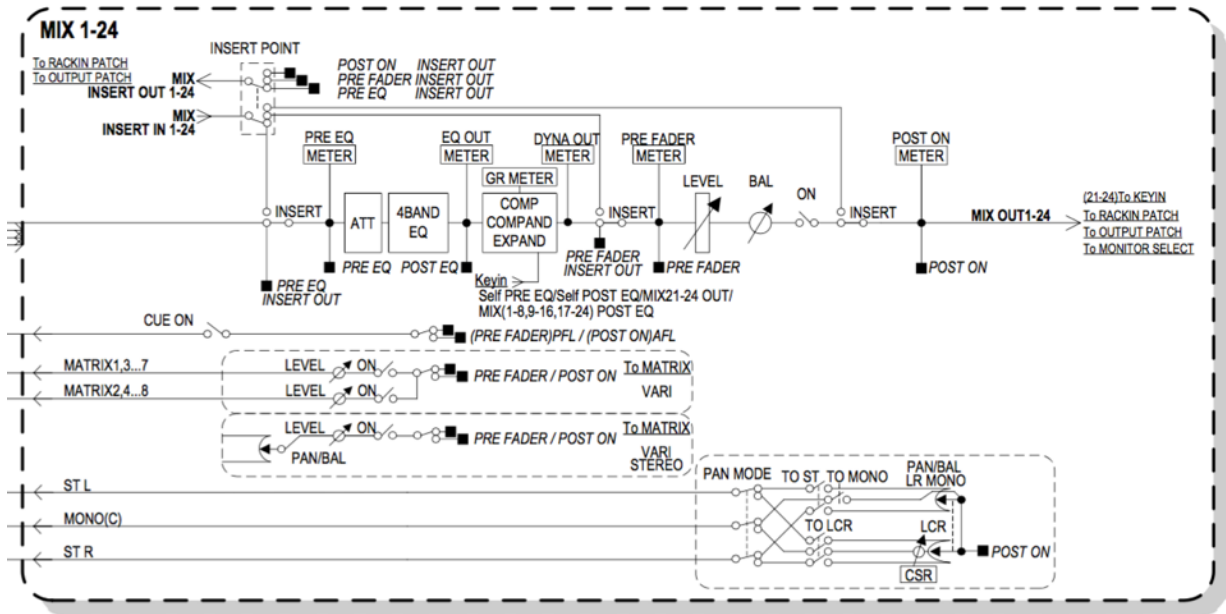 MIX 1-24
INSERT POINT
To RACKIN PATCH
To OUTPUT PATCH
MIX
INSERT OUT 1-24
POST ON INSERT OUT
PRE FADER INSERT OUT
PRE EQ INSERT OUT
MIX
INSERT IN 1-24
PRE EQ
METER
EQ OUT
METER
DYNA OUT
METER
PRE FADER
METER
POST ON
METER
GR METER
LEVEL
BAL
ON
INSERT
ATT
4BAND
EQ
COMP
COMPAND
EXPAND
INSERT
INSERT
MIX OUT1-24
(21-24)To KEYIN
To RACKIN PATCH
To OUTPUT PATCH
To MONITOR SELECT
PRE EQ
INSERT OUT
PRE EQ
POST EQ
PRE FADER
INSERT OUT
PRE FADER
POST ON
Keyin
Self PRE EQ/Self POST EQ/MIX21-24 OUT/
MIX(1-8,9-16,17-24) POST EQ
CUE ON
(PRE FADER)PFL / (POST ON)AFL
MATRIX1,3...7
LEVEL
ON
PRE FADER / POST ON
To MATRIX
VARI
MATRIX2,4...8
LEVEL
ON
LEVEL
ON
PAN/BAL
PRE FADER / POST ON
To MATRIX
VARI
STEREO
PAN MODE
TO ST
TO MONO
PAN/BAL
LR MONO
ST L
MONO(C)
TO LCR
LCR
ST R
CSR
POST ON